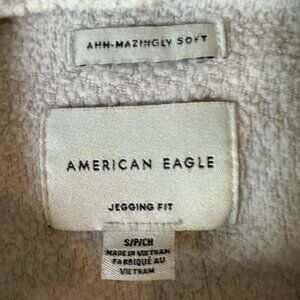 AHH-MAZINGLY SOFT
AMERICAN EAGLE
JEGGING FIT
S/P/CH
MADE IN VIETNAM
FABRIQUÉ AU
VIETNAM